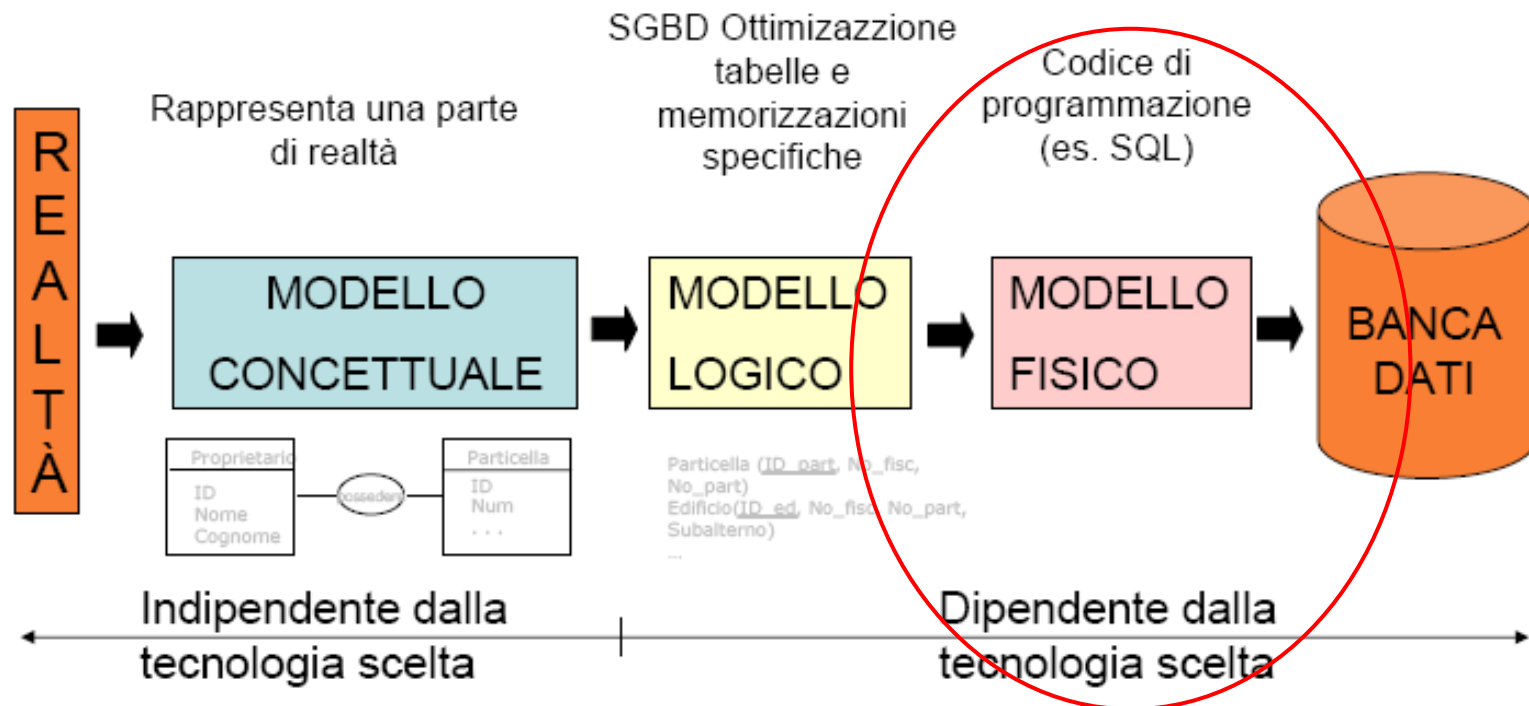 REALTÀ
Rappresenta una parte
di realtà
SGBD Ottimizazzione
tabelle e
memorizzazioni
specifiche
Codice di
programmazione
(es. SQL)
MODELLO
CONCETTUALE
MODELLO
LOGICO
MODELLO
FISICO
BANCA
DATI
Proprietario
ID
Nome
Cognome
possedere
Particella
ID
Num
. . .
Particella (ID_part, No_fisc,
No_part)
Edificio(ID_ed, No_fisc, No_part,
Subalterno)
...
Indipendente dalla
tecnologia scelta
Dipendente dalla
tecnologia scelta